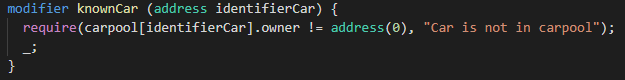 modifier knownCar (address identifierCar) {
  require(carpool[identifierCar].owner != address(0), "Car is not in carpool");
  _;
}